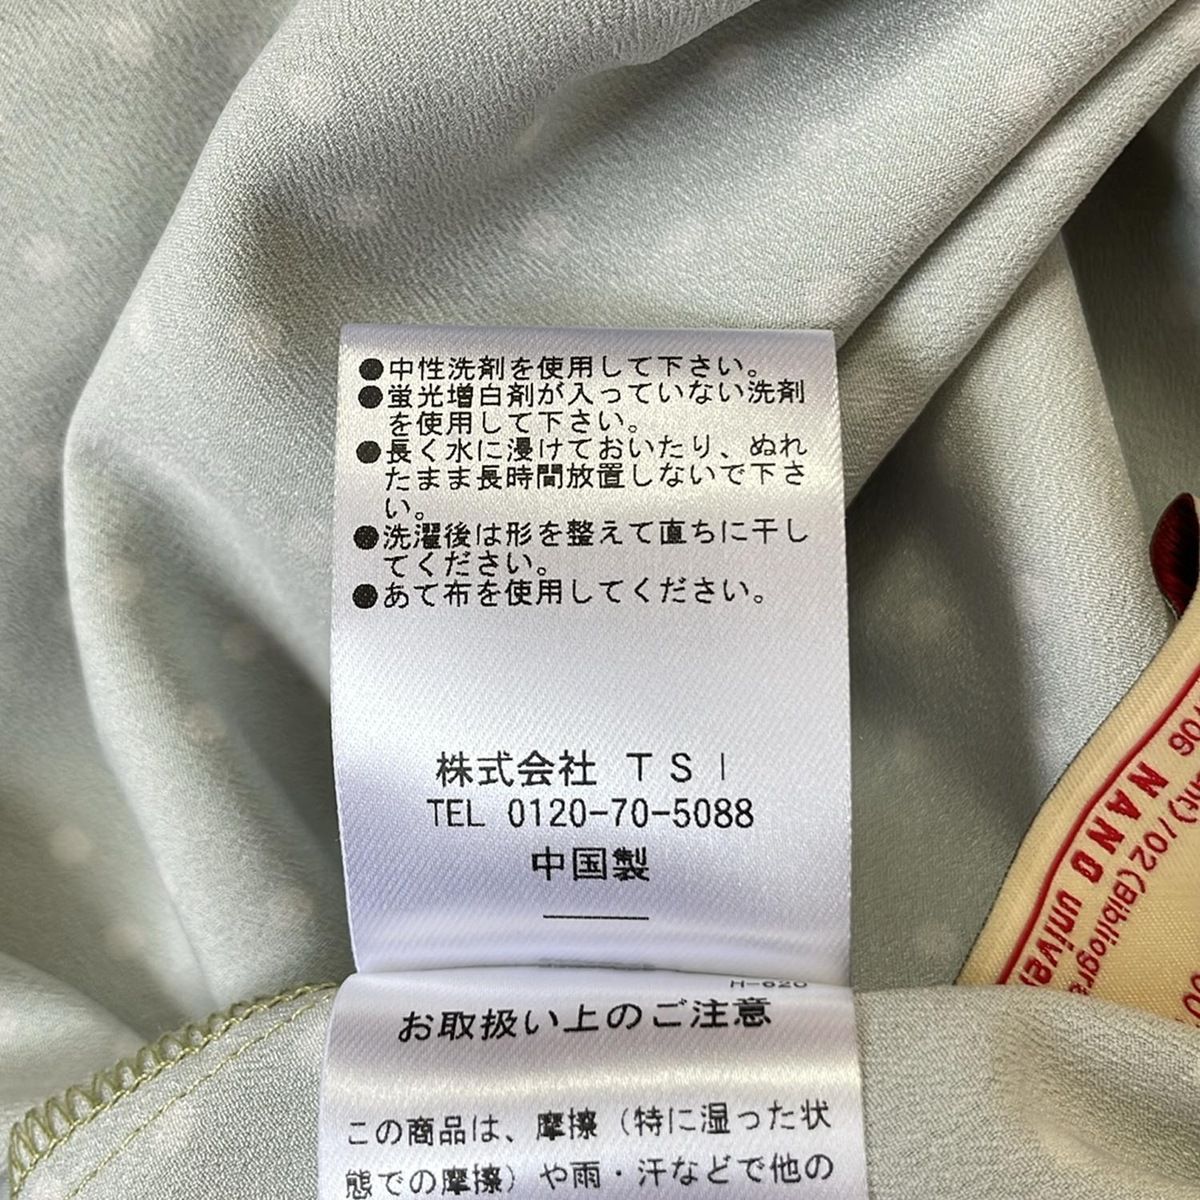 ●中性洗剤を使用して下さい。
●蛍光増白剤が入っていない洗剤
を使用して下さい。
●長く水に浸けておいたり、ぬれ
たまま長時間放置しないで下さ
い。
●洗濯後は形を整えて直ちに干し
てください。
●あて布を使用してください。
株式会社 TSI
TEL 0120-70-5088
中国製
H-620
お取扱い上のご注意
この商品は、摩擦(特に湿った状
態での摩擦)や雨・汗などで他の
06 NANO univer
)/02(Bibliogra